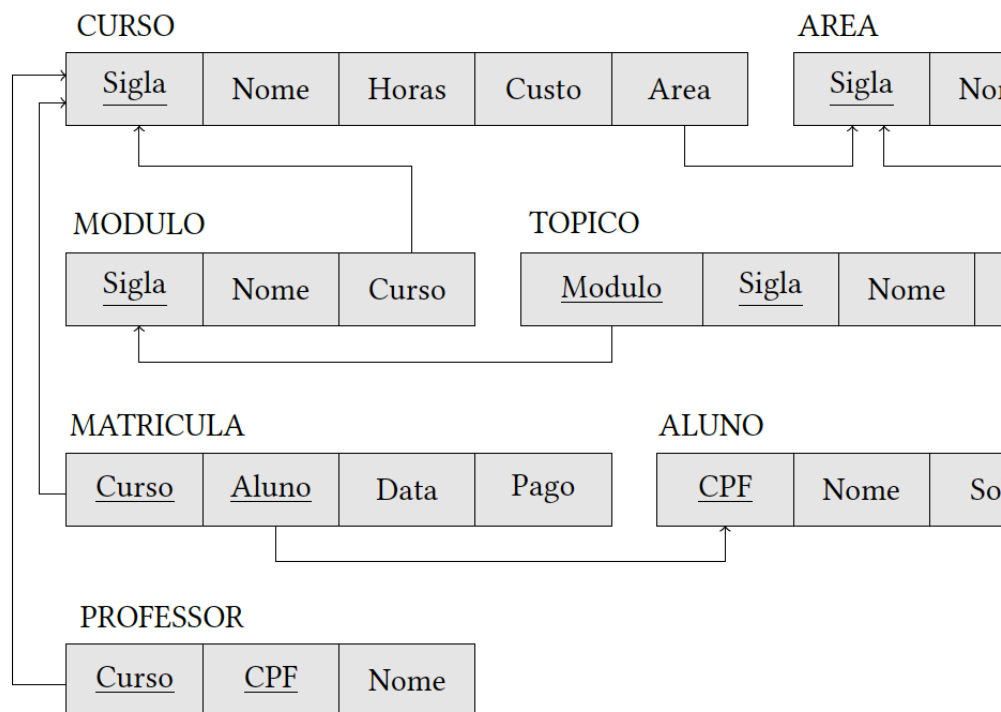 CURSO AREA
Sigla Nome Horas Custo Area Sigla
MODULO TOPICO
Sigla Nome Curso Modulo Sigla Nome
MATRICULA ALUNO
Curso Aluno Data Pago CPF Nome
PROFESSOR
Curso CPF Nome